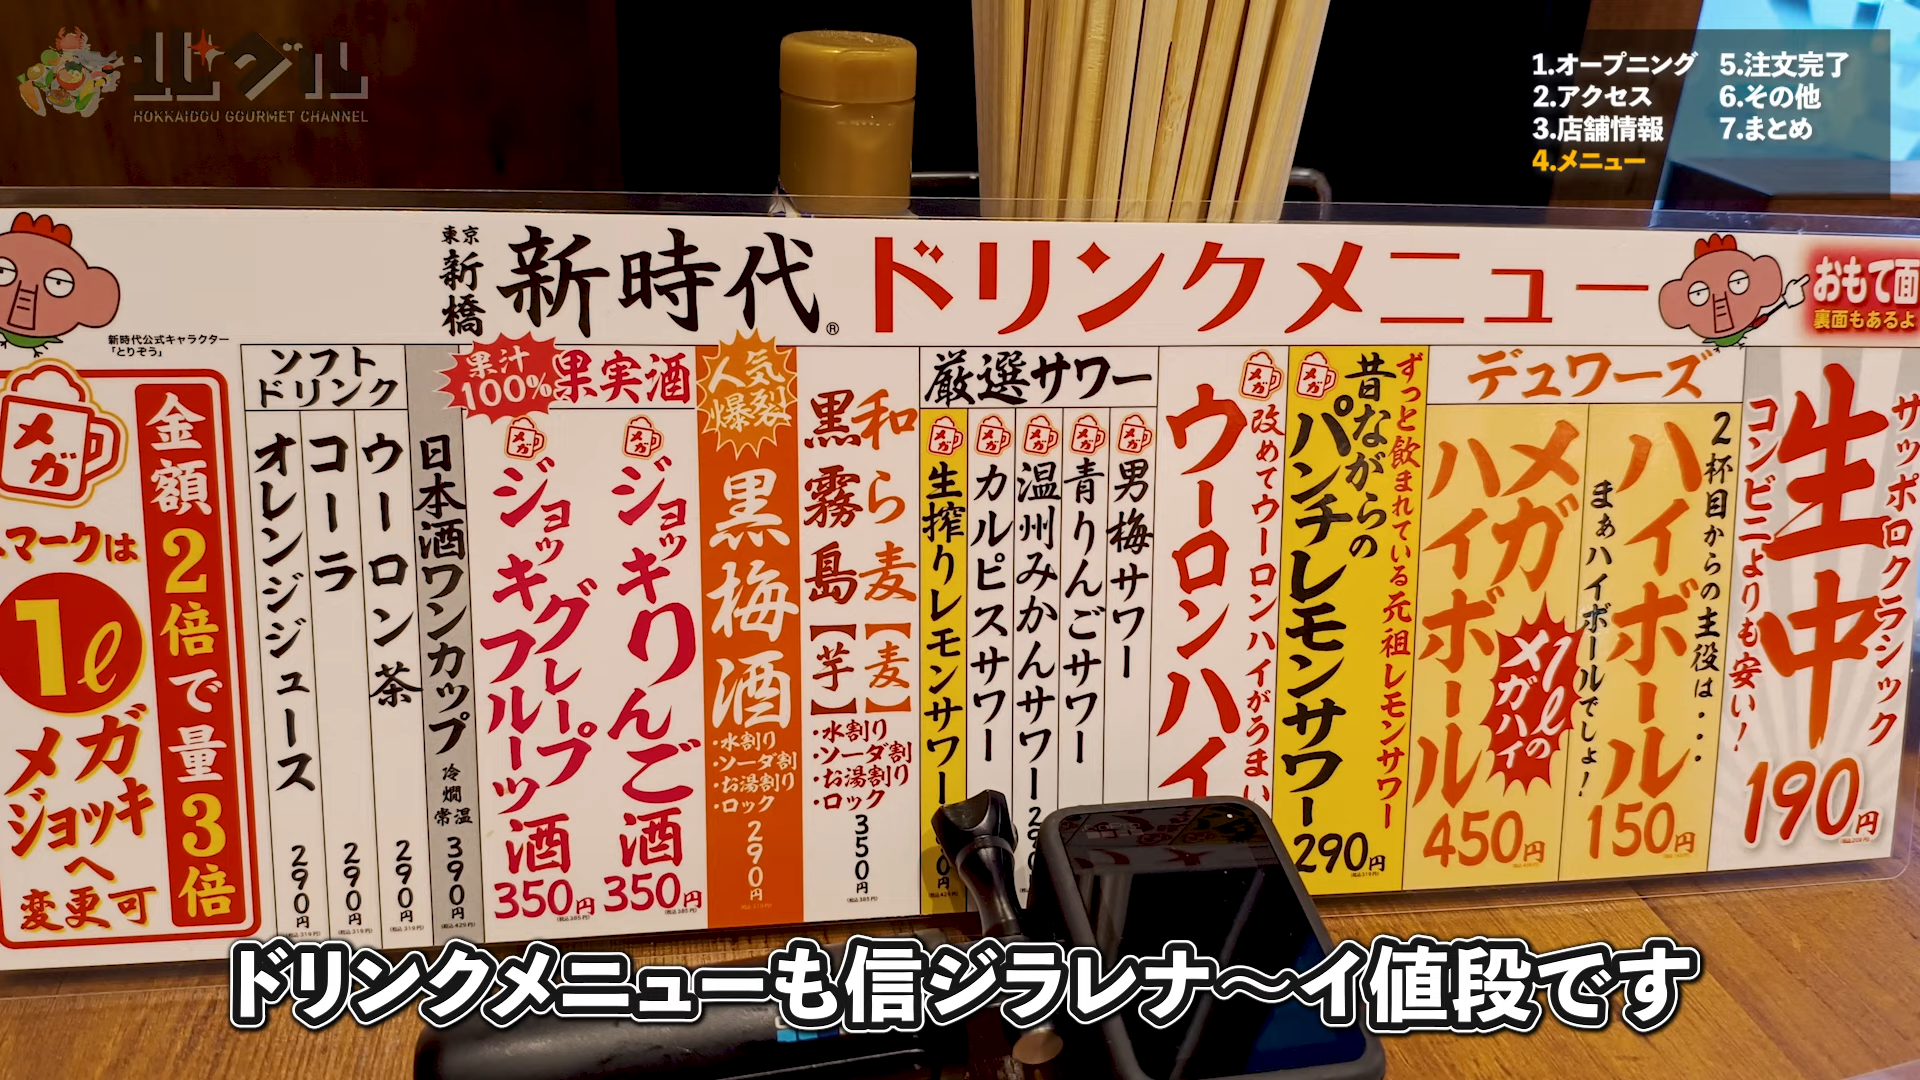 北グル
HOKKAIDOU GOURMET CHANNEL
1.オープニング
2.アクセス
3.店舗情報
4.メニュー
5.注文完了
6.その他
7.まとめ
東京
新橋
新時代®
ドリンクメニュー
おもて面
裏面もあるよ
新時代公式キャラクター
「とりぞう」
サッポロクラシック
生中
コンビニよりも安い!
190円
デュワーズ
2杯目からの主役は・・・
ハイボール
まぁハイボールでしょ!
150円
メガ
ハイボール
1ℓの
メガハイ
450円
ずっと飲まれている元祖レモンサワー
メガ
昔ながらの
パンチレモンサワー
290円
メガ
改めてウーロンハイがうまい
ウーロンハイ
厳選サワー
メガ
男梅サワー
メガ
青りんごサワー
メガ
温州みかんサワー
メガ
カルピスサワー
メガ
生搾りレモンサワー
和ら麦【麦】
黒霧島【芋】
・水割り
・ソーダ割
・お湯割り
・ロック
350円
人気
爆裂
黒梅酒
・水割り
・ソーダ割
・お湯割り
・ロック
290円
果汁
100%
果実酒
メガ
ジョッキりんご酒
350円
メガ
ジョッキグレープフルーツ酒
350円
日本酒ワンカップ
冷
燗
常温
390円
ソフト
ドリンク
ウーロン茶
290円
コーラ
290円
オレンジジュース
290円
金額2倍で量3倍
メガ
マークは
1ℓ
メガ
ジョッキ
へ
変更可
ドリンクメニューも信ジラレナ〜イ値段です